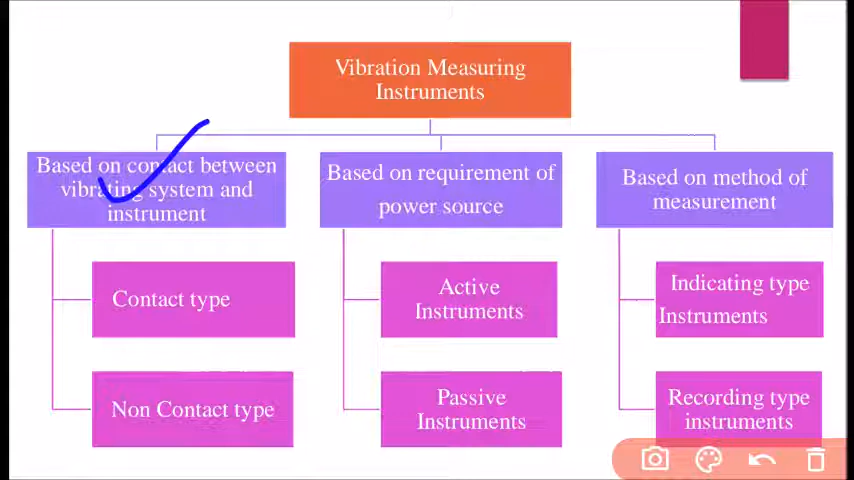 Vibration Measuring
Instruments
Based on contact between
vibrating system and
instrument
Based on requirement of
power source
Based on method of
measurement
Contact type
Active
Instruments
Indicating type
Instruments
Non Contact type
Passive
Instruments
Recording type
instruments